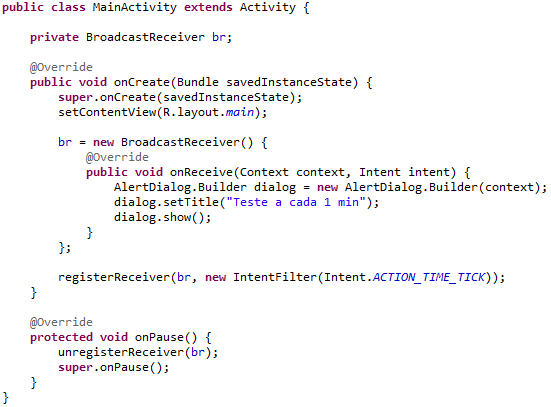 public class MainActivity extends Activity {
private BroadcastReceiver br;
@Override
public void onCreate(Bundle savedInstanceState) {
super.onCreate(savedInstanceState);
setContentView(R.layout.main);
br = new BroadcastReceiver() {
@Override
public void onReceive(Context context, Intent intent) {
AlertDialog.Builder dialog = new AlertDialog.Builder(context);
dialog.setTitle("Teste a cada 1 min");
dialog.show();
}
};
registerReceiver(br, new IntentFilter(Intent.ACTION_TIME_TICK));
}
@Override
protected void onPause() {
unregisterReceiver(br);
super.onPause();
}
}